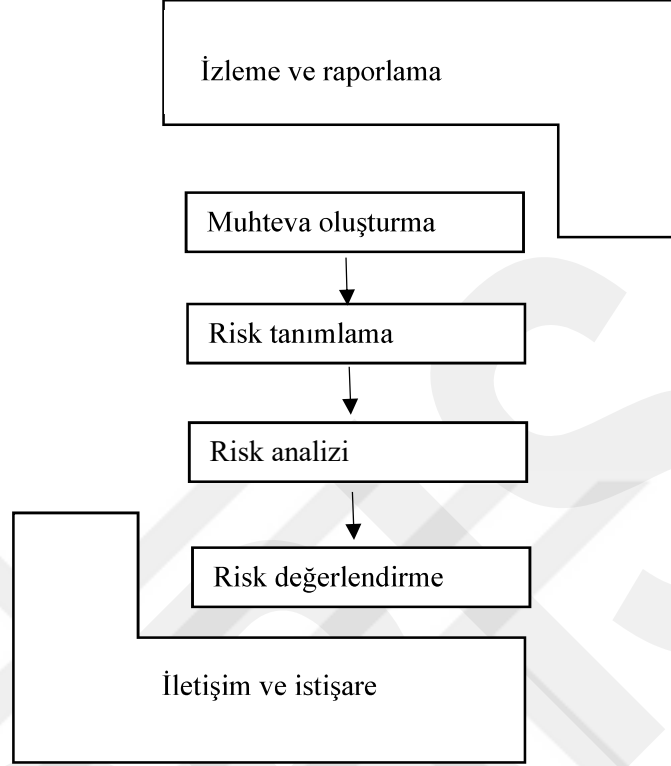 İzleme ve raporlama
Muhteva oluşturma
Risk tanımlama
Risk analizi
Risk değerlendirme
İletişim ve istişare